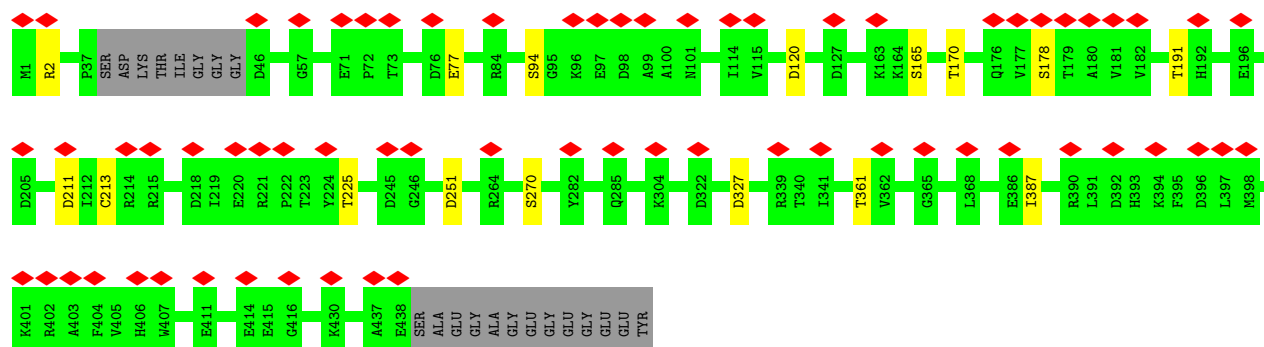 M1 R2 P37 SER ASP LYS THR ILE GLY GLY GLY D46 G57 E71 P72 T73 D76 E77 R84 S94 G95 K96 E97 D98 A99 A100 N101 I114 V115 D120 D127 K163 K164 S165 T170 Q176 V177 S178 T179 A180 V181 V182 T191 H192 E196
D205 D211 I212 C213 R214 R215 D218 I219 E220 R221 P222 T223 Y224 T225 D245 G246 D251 R264 S270 Y282 Q285 K304 D322 D327 R339 T340 I341 T361 V362 G365 L368 E386 I387 R390 L391 D392 H393 K394 F395 D396 L397 M398
K401 R402 A403 F404 V405 H406 W407 E411 E414 E415 G416 K430 A437 E438 SER ALA GLU GLY ALA GLY GLU GLY GLU GLY GLU GLU TYR